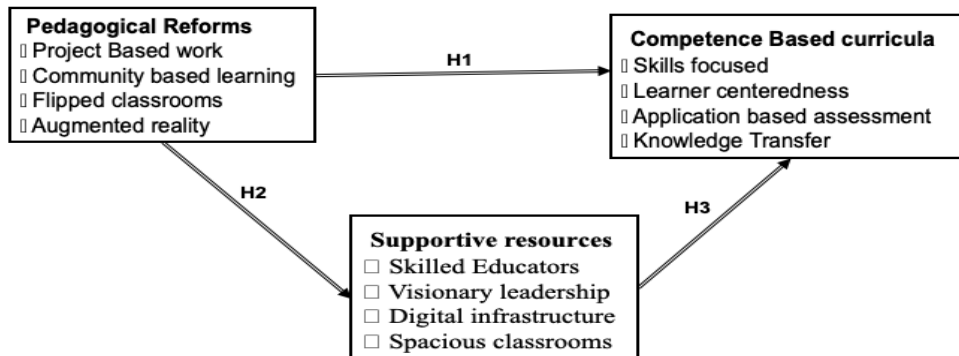 Pedagogical Reforms
▯ Project Based work
▯ Community based learning
▯ Flipped classrooms
▯ Augmented reality
H1
Competence Based curricula
▯ Skills focused
▯ Learner centeredness
▯ Application based assessment
▯ Knowledge Transfer
H2
H3
Supportive resources
□ Skilled Educators
□ Visionary leadership
□ Digital infrastructure
□ Spacious classrooms